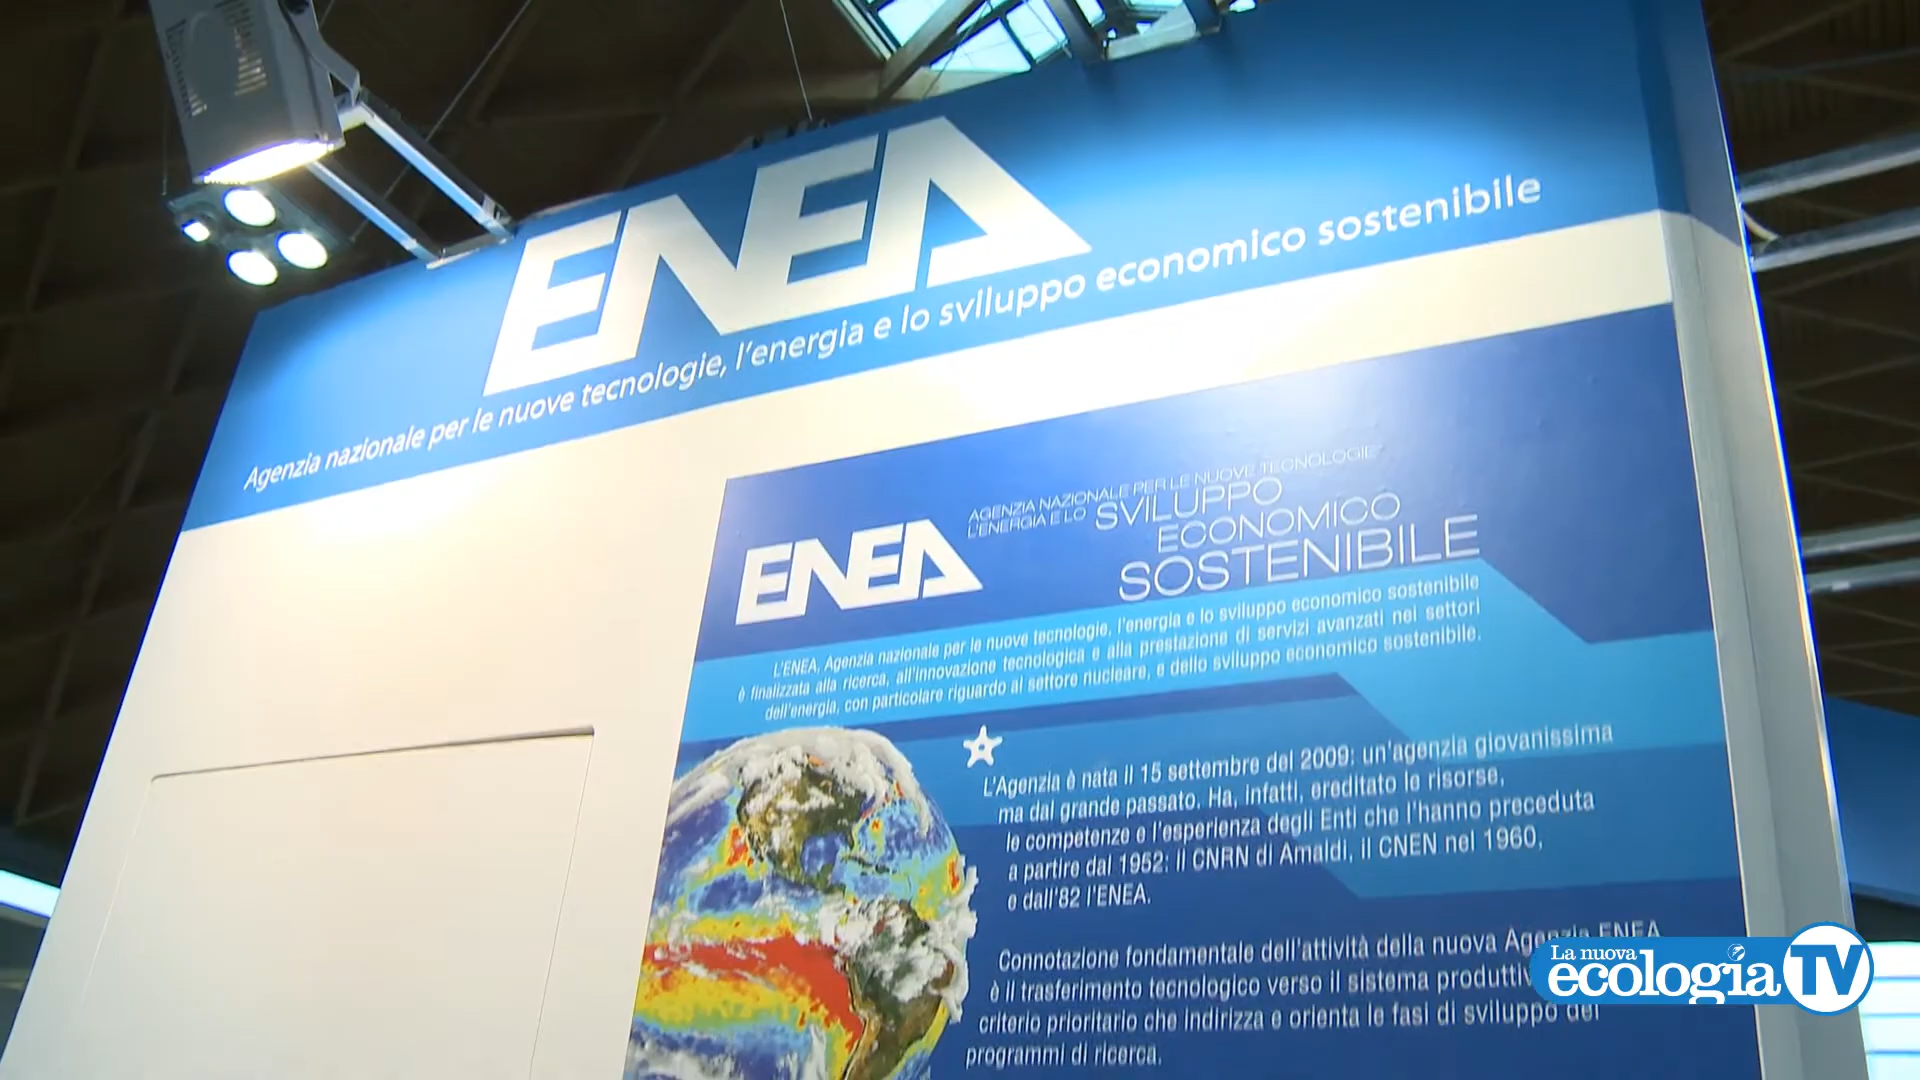 ENEA
Agenzia nazionale per le nuove tecnologie, l'energia e lo sviluppo economico sostenibile
ENEA
AGENZIA NAZIONALE PER LE NUOVE TECNOLOGIE
L'ENERGIA E LO SVILUPPO
ECONOMICO
SOSTENIBILE
L'ENEA, Agenzia nazionale per le nuove tecnologie, l'energia e lo sviluppo economico sostenibile
è finalizzata alla ricerca, all'innovazione tecnologica e alla prestazione di servizi avanzati nei settori
dell'energia, con particolare riguardo al settore nucleare, e dello sviluppo economico sostenibile.
L'Agenzia è nata il 15 settembre del 2009: un'agenzia giovanissima
ma dal grande passato. Ha, infatti, ereditato le risorse,
le competenze e l'esperienza degli Enti che l'hanno preceduta
a partire dal 1952: il CNRN di Amaldi, il CNEN nel 1960,
e dall'82 l'ENEA.
Connotazione fondamentale dell'attività della nuova Agenzia ENEA
è il trasferimento tecnologico verso il sistema
criterio prioritario che indirizza e orienta le fasi di sviluppo dei
programmi di ricerca.
La nuova
ecologia TV